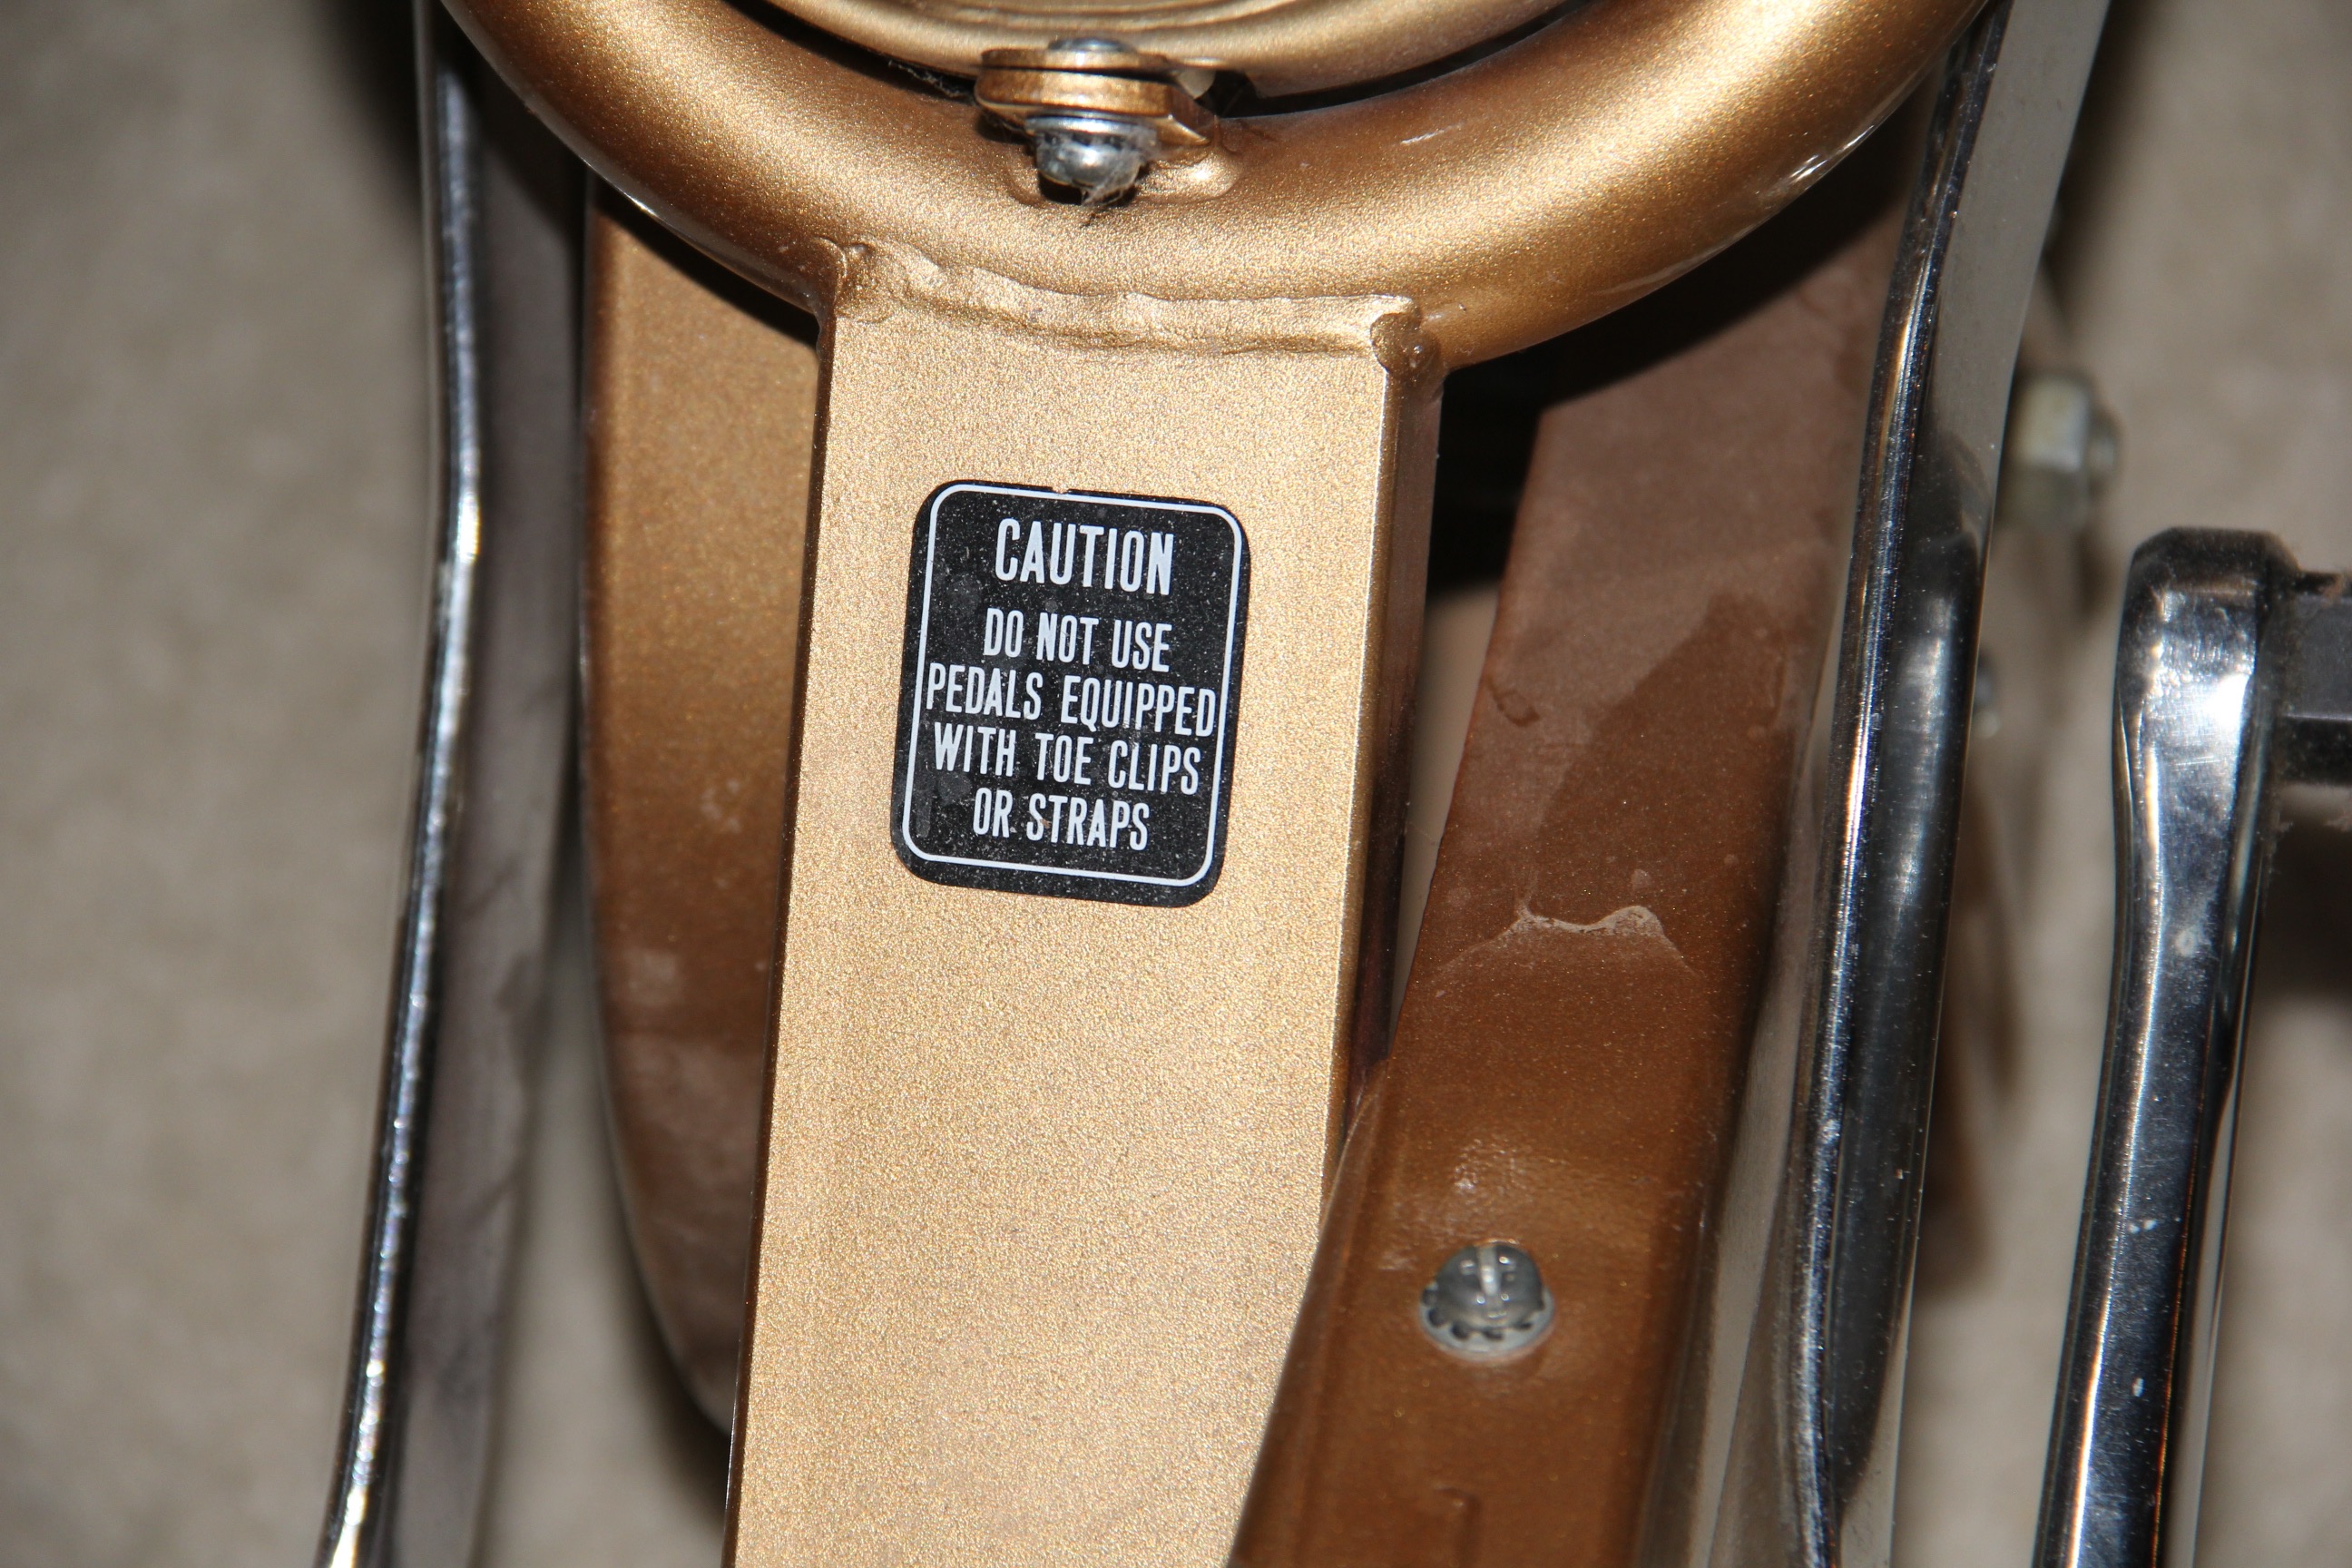 CAUTION
DO NOT USE
PEDALS EQUIPPED
WITH TOE CLIPS
OR STRAPS